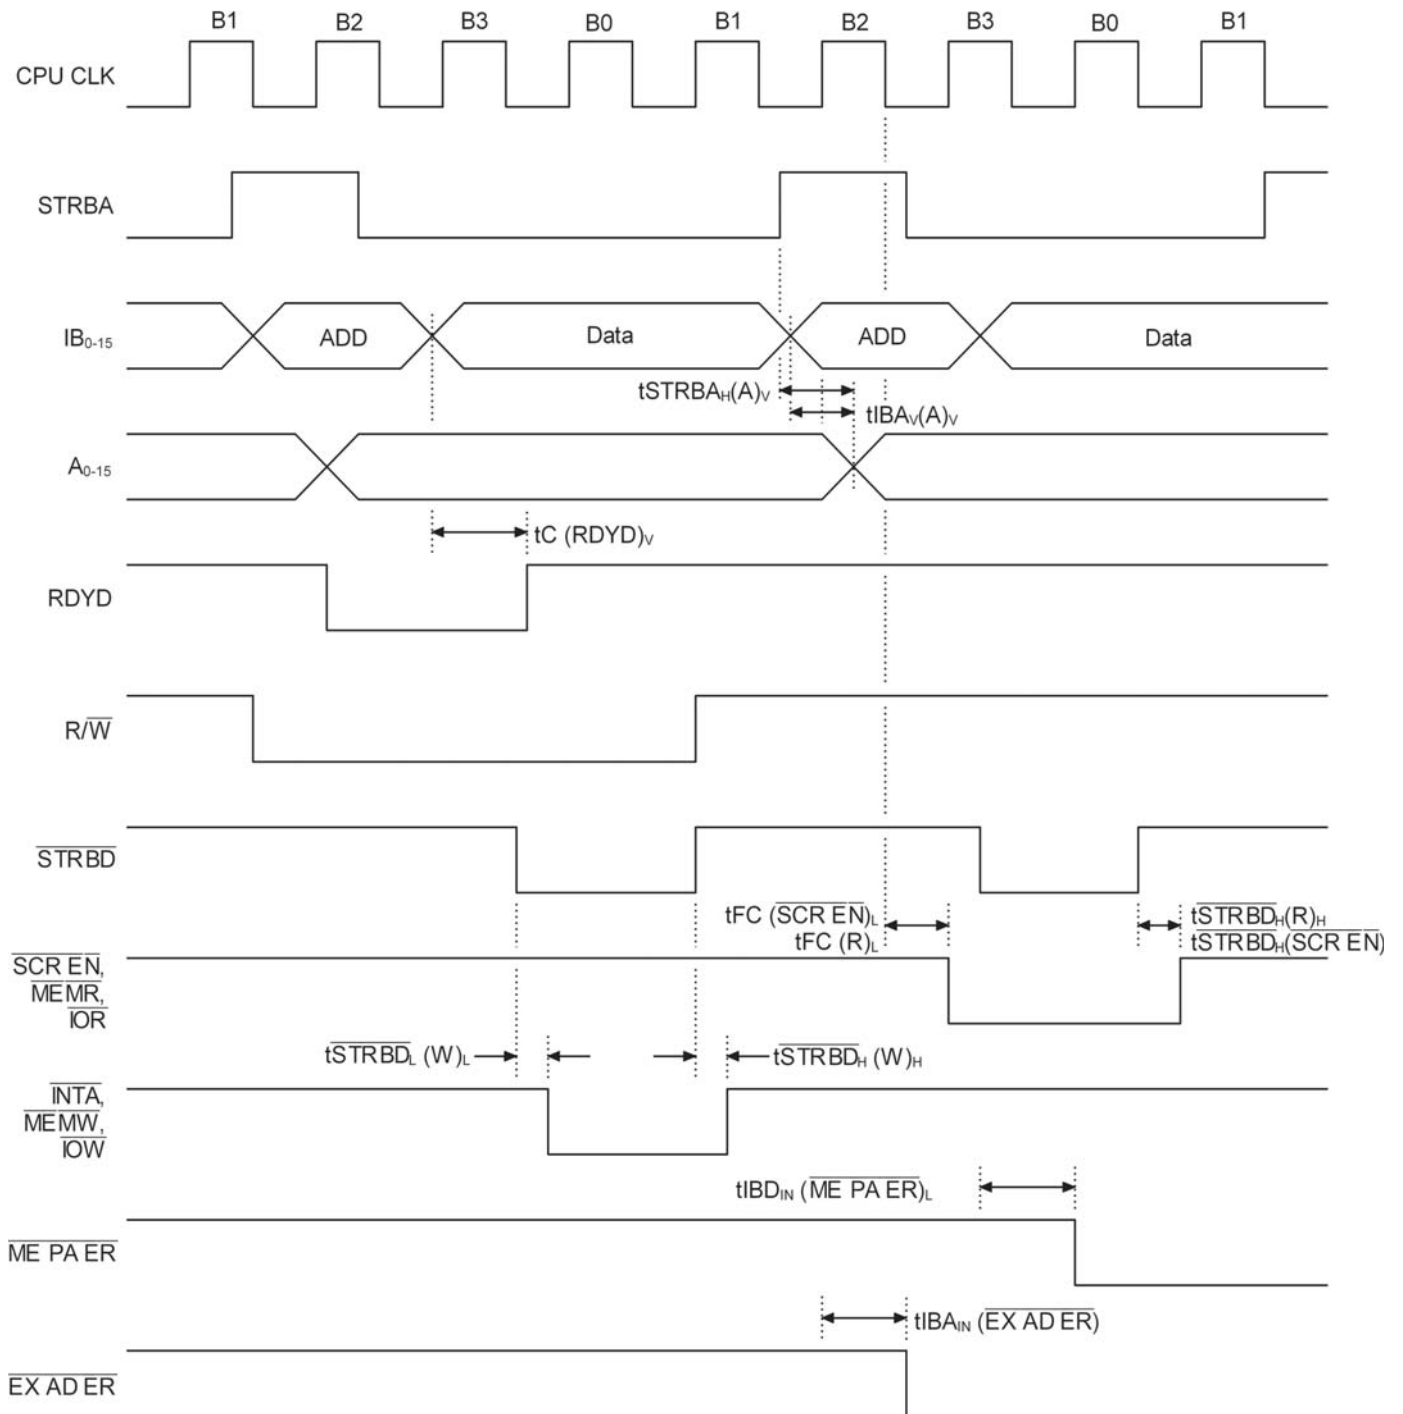 B1 B2 B3 B0 B1 B2 B3 B0 B1
CPU CLK
STRBA
IB0-15 ADD Data ADD Data
tSTRBAH(A)V
tIBAV(A)V
A0-15
tC (RDYD)V
RDYD
R/W
STRBD
tFC (SCR EN)L tSTRBDH(R)H
tFC (R)L tSTRBDH(SCR EN)
SCR EN,
MEMR,
IOR
tSTRBDL (W)L tSTRBDH (W)H
INTA,
MEMW,
IOW
tIBDIN (ME PA ER)L
ME PA ER
tIBAIN (EX AD ER)
EX AD ER